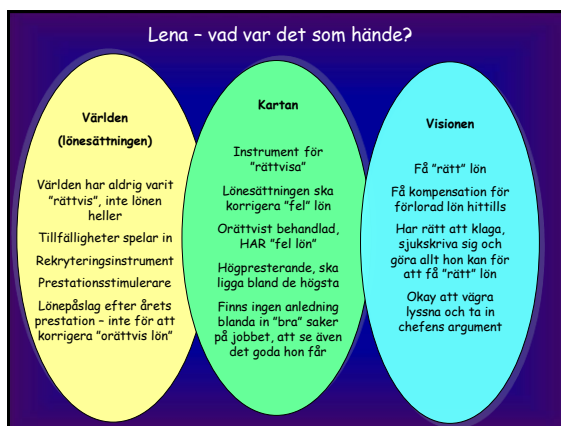 Lena – vad var det som hände?
Världen
(lönesättningen)
Världen har aldrig varit
”rättvis”, inte lönen
heller
Tillfälligheter spelar in
Rekryteringsinstrument
Prestationsstimulerare
Lönepåslag efter årets
prestation – inte för att
korrigera ”orättvis lön”
Kartan
Instrument för
”rättvisa”
Lönesättningen ska
korrigera ”fel” lön
Orättvist behandlad,
HAR ”fel lön”
Högpresterande, ska
ligga bland de högsta
Finns ingen anledning
blanda in ”bra” saker
på jobbet, att se även
det goda hon får
Visionen
Få ”rätt” lön
Få kompensation för
förlorad lön hittills
Har rätt att klaga,
sjukskriva sig och
göra allt hon kan för
att få ”rätt” lön
Okay att vägra
lyssna och ta in
chefens argument